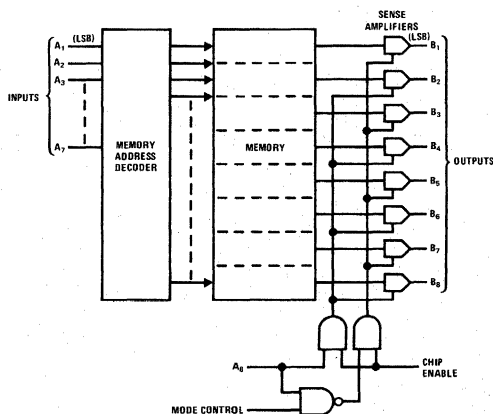 SENSE
AMPLIFIERS
(LSB)
A1 (LSB)
A2
A3
A7
INPUTS
MEMORY
ADDRESS
DECODER
MEMORY
B1
B2
B3
B4
B5
B6
B7
B8
OUTPUTS
A8
CHIP
ENABLE
MODE CONTROL